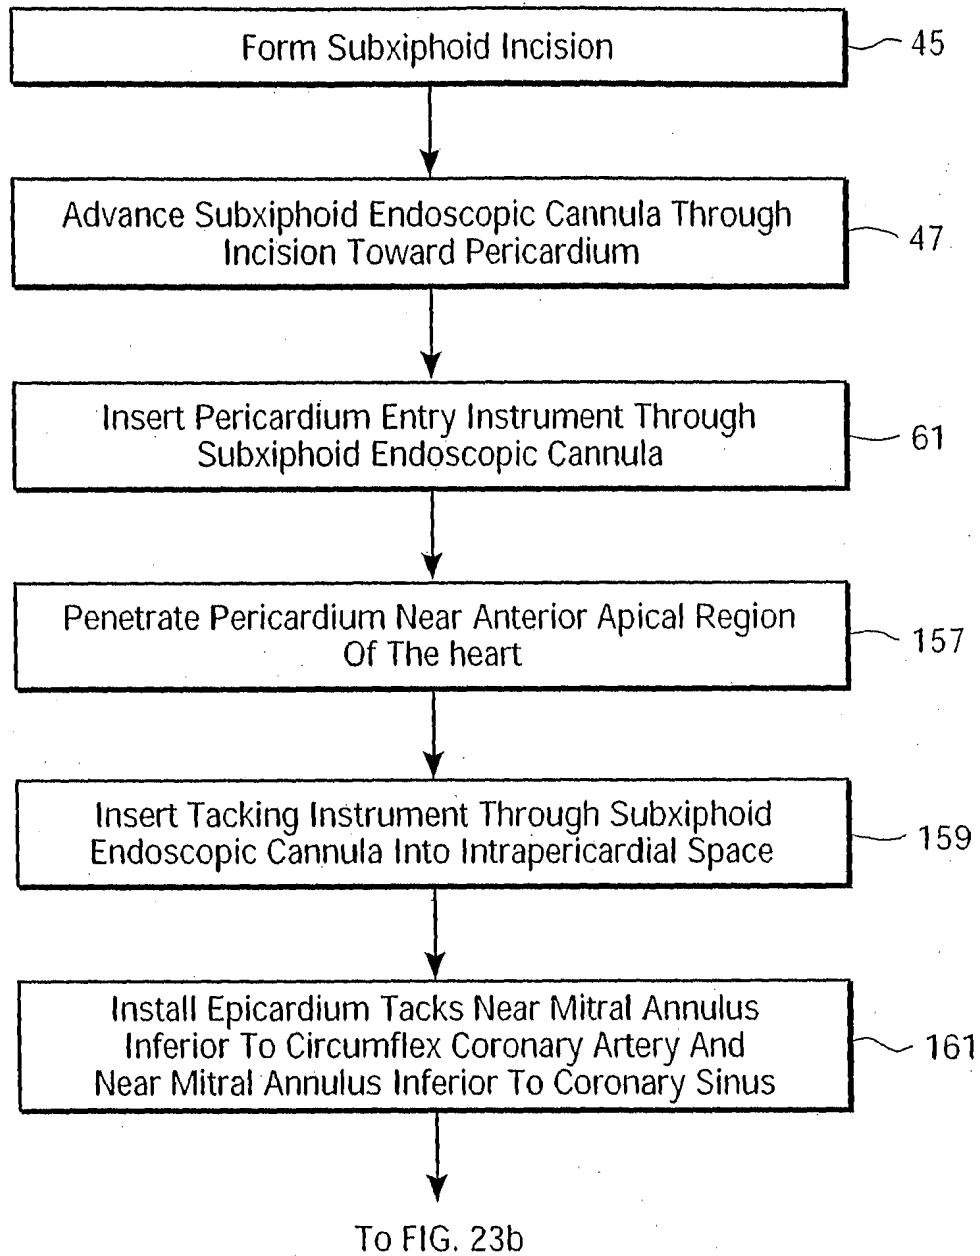 Form Subxiphoid Incision
45
Advance Subxiphoid Endoscopic Cannula Through
Incision Toward Pericardium
47
Insert Pericardium Entry Instrument Through
Subxiphoid Endoscopic Cannula
61
Penetrate Pericardium Near Anterior Apical Region
Of The heart
157
Insert Tacking Instrument Through Subxiphoid
Endoscopic Cannula Into Intrapericardial Space
159
Install Epicardium Tacks Near Mitral Annulus
Inferior To Circumflex Coronary Artery And
Near Mitral Annulus Inferior To Coronary Sinus
161
To FIG. 23b